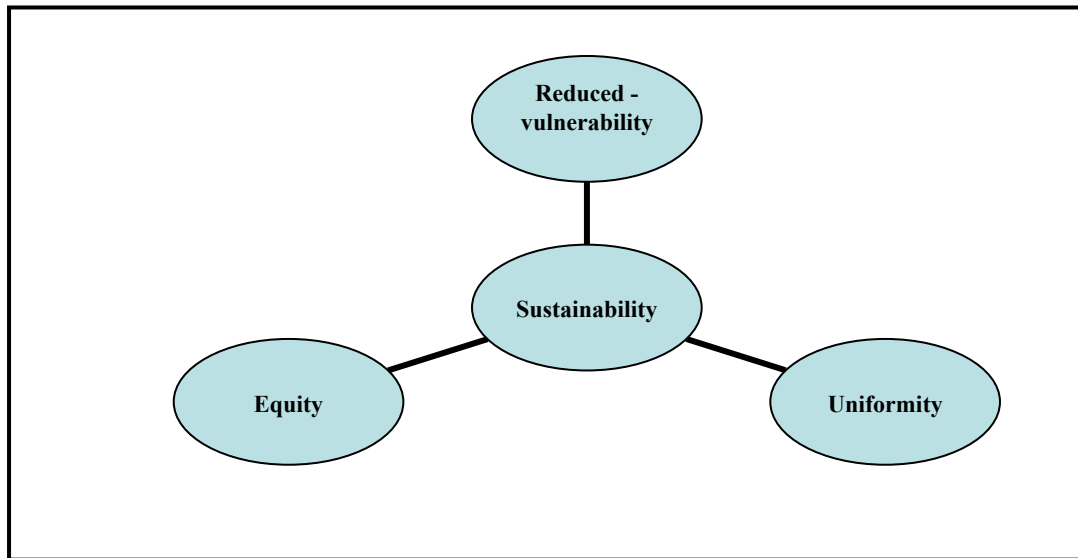 Reduced -
vulnerability
Sustainability
Equity
Uniformity